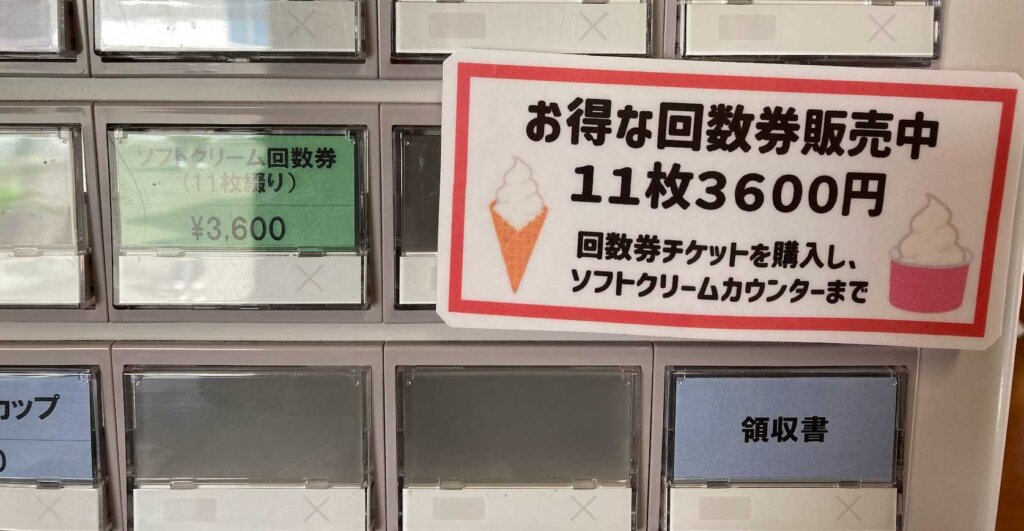 お得な回数券販売中
11枚3600円
回数券チケットを購入し、
ソフトクリームカウンターまで
ソフトクリーム回数券
(11枚綴り)
¥3,600
カップ
0
領収書